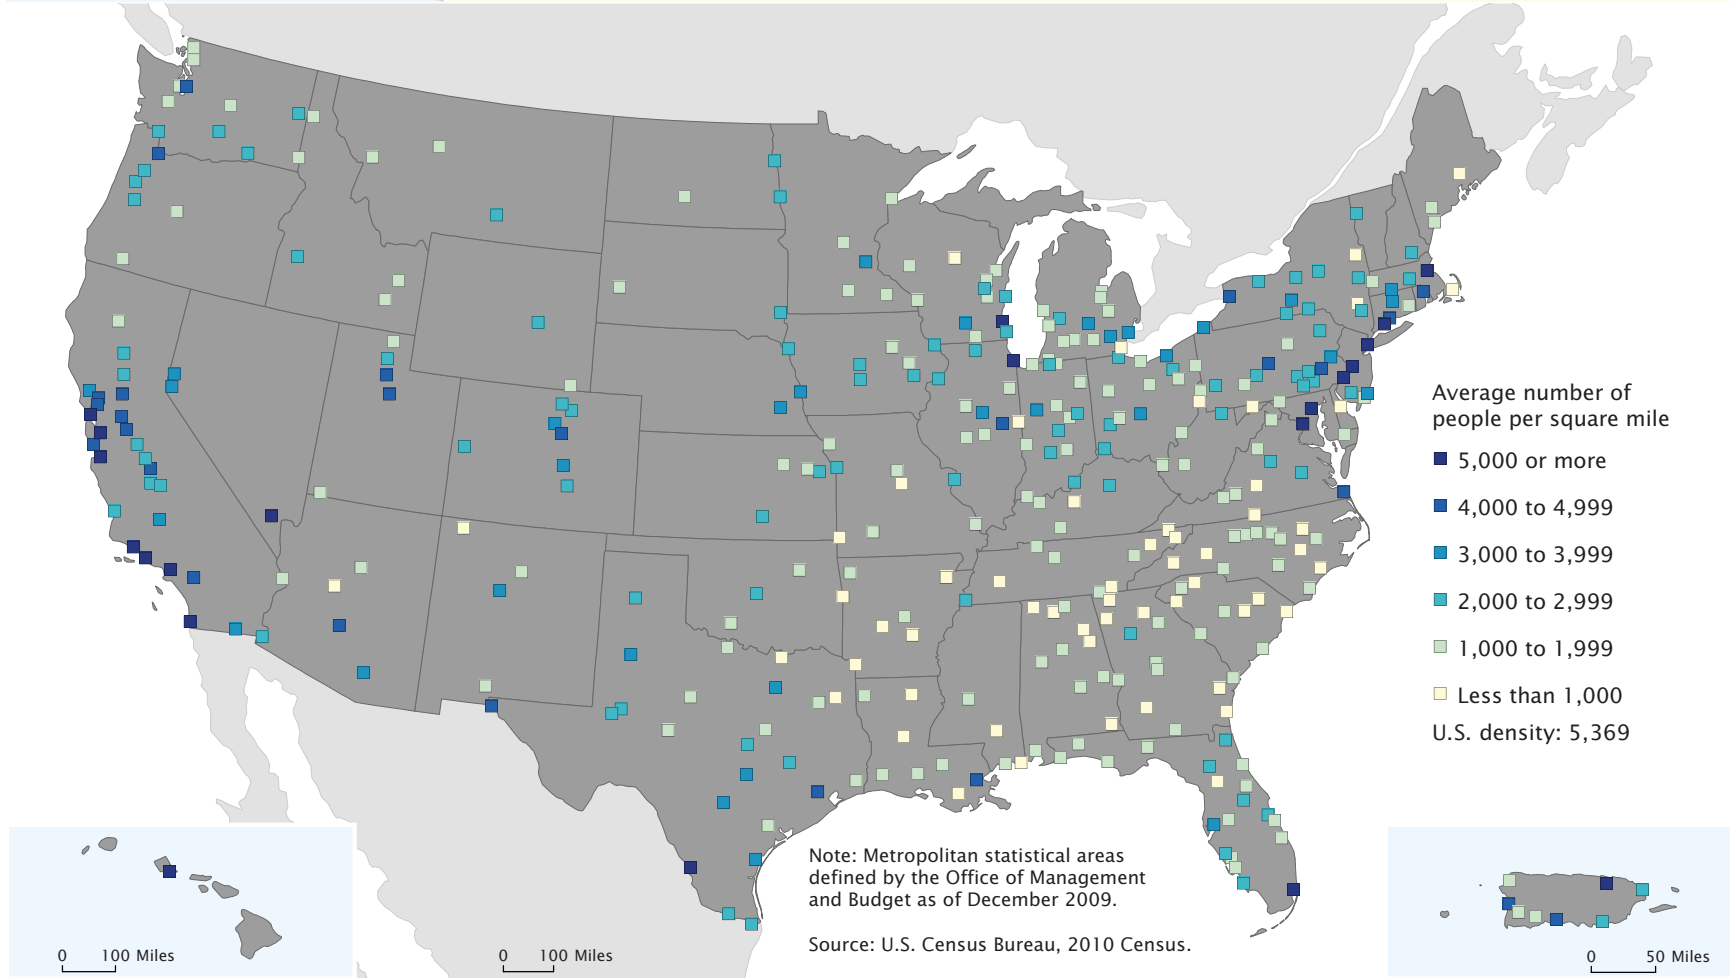 Average number of
people per square mile
5,000 or more
4,000 to 4,999
3,000 to 3,999
2,000 to 2,999
1,000 to 1,999
Less than 1,000
U.S. density: 5,369
Note: Metropolitan statistical areas
defined by the Office of Management
and Budget as of December 2009.
Source: U.S. Census Bureau, 2010 Census.
0 100 Miles
0 100 Miles
0 50 Miles